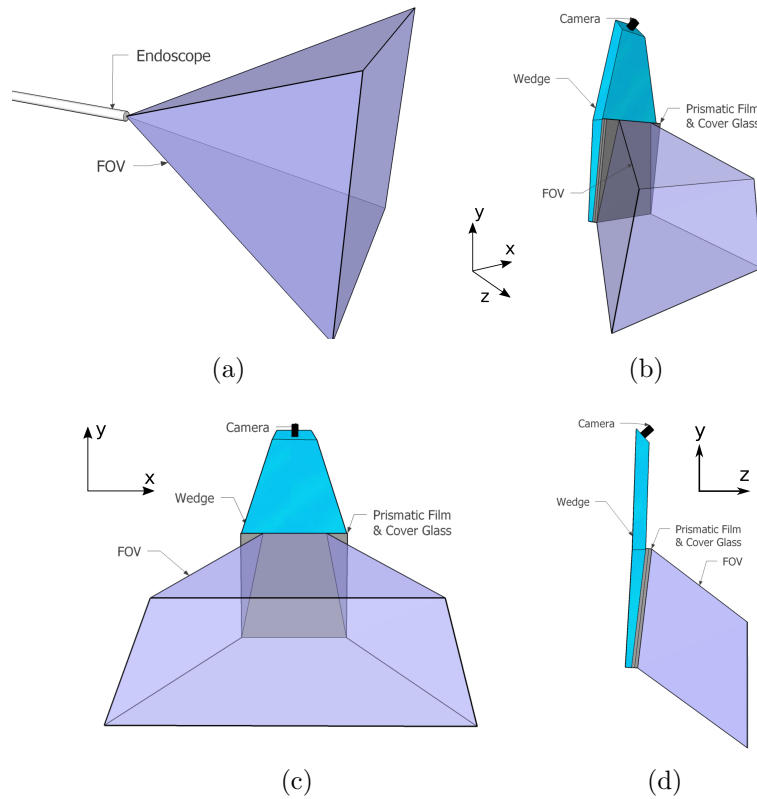 Endoscope
FOV
(a)
Camera
Wedge
Prismatic Film
& Cover Glass
FOV
y
x
z
(b)
y
x
Camera
Wedge
Prismatic Film
& Cover Glass
FOV
(c)
Camera
y
z
Wedge
Prismatic Film
& Cover Glass
FOV
(d)